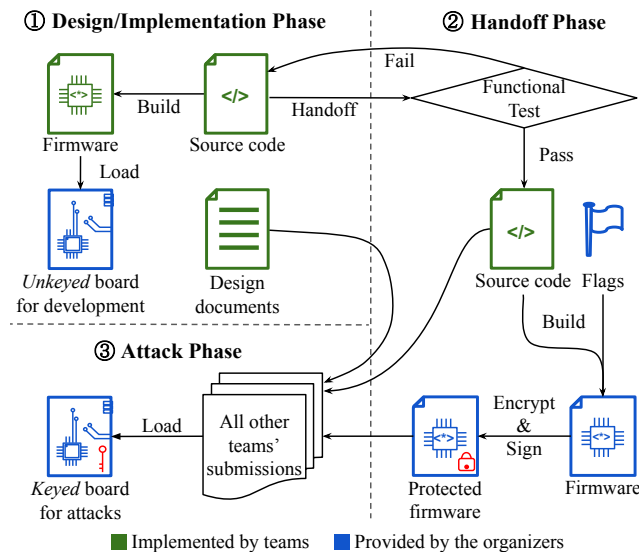 ① Design/Implementation Phase
② Handoff Phase
Fail
Functional
Test
<*>
</>
Build
Handoff
Firmware
Source code
Load
Pass
Unkeyed board
for development
Design
documents
</>
Source code
Flags
Build
③ Attack Phase
Load
All other
teams'
submissions
Encrypt
&
Sign
<*>
<*>
<*>
Keyed board
for attacks
Protected
firmware
Firmware
Implemented by teams
Provided by the organizers